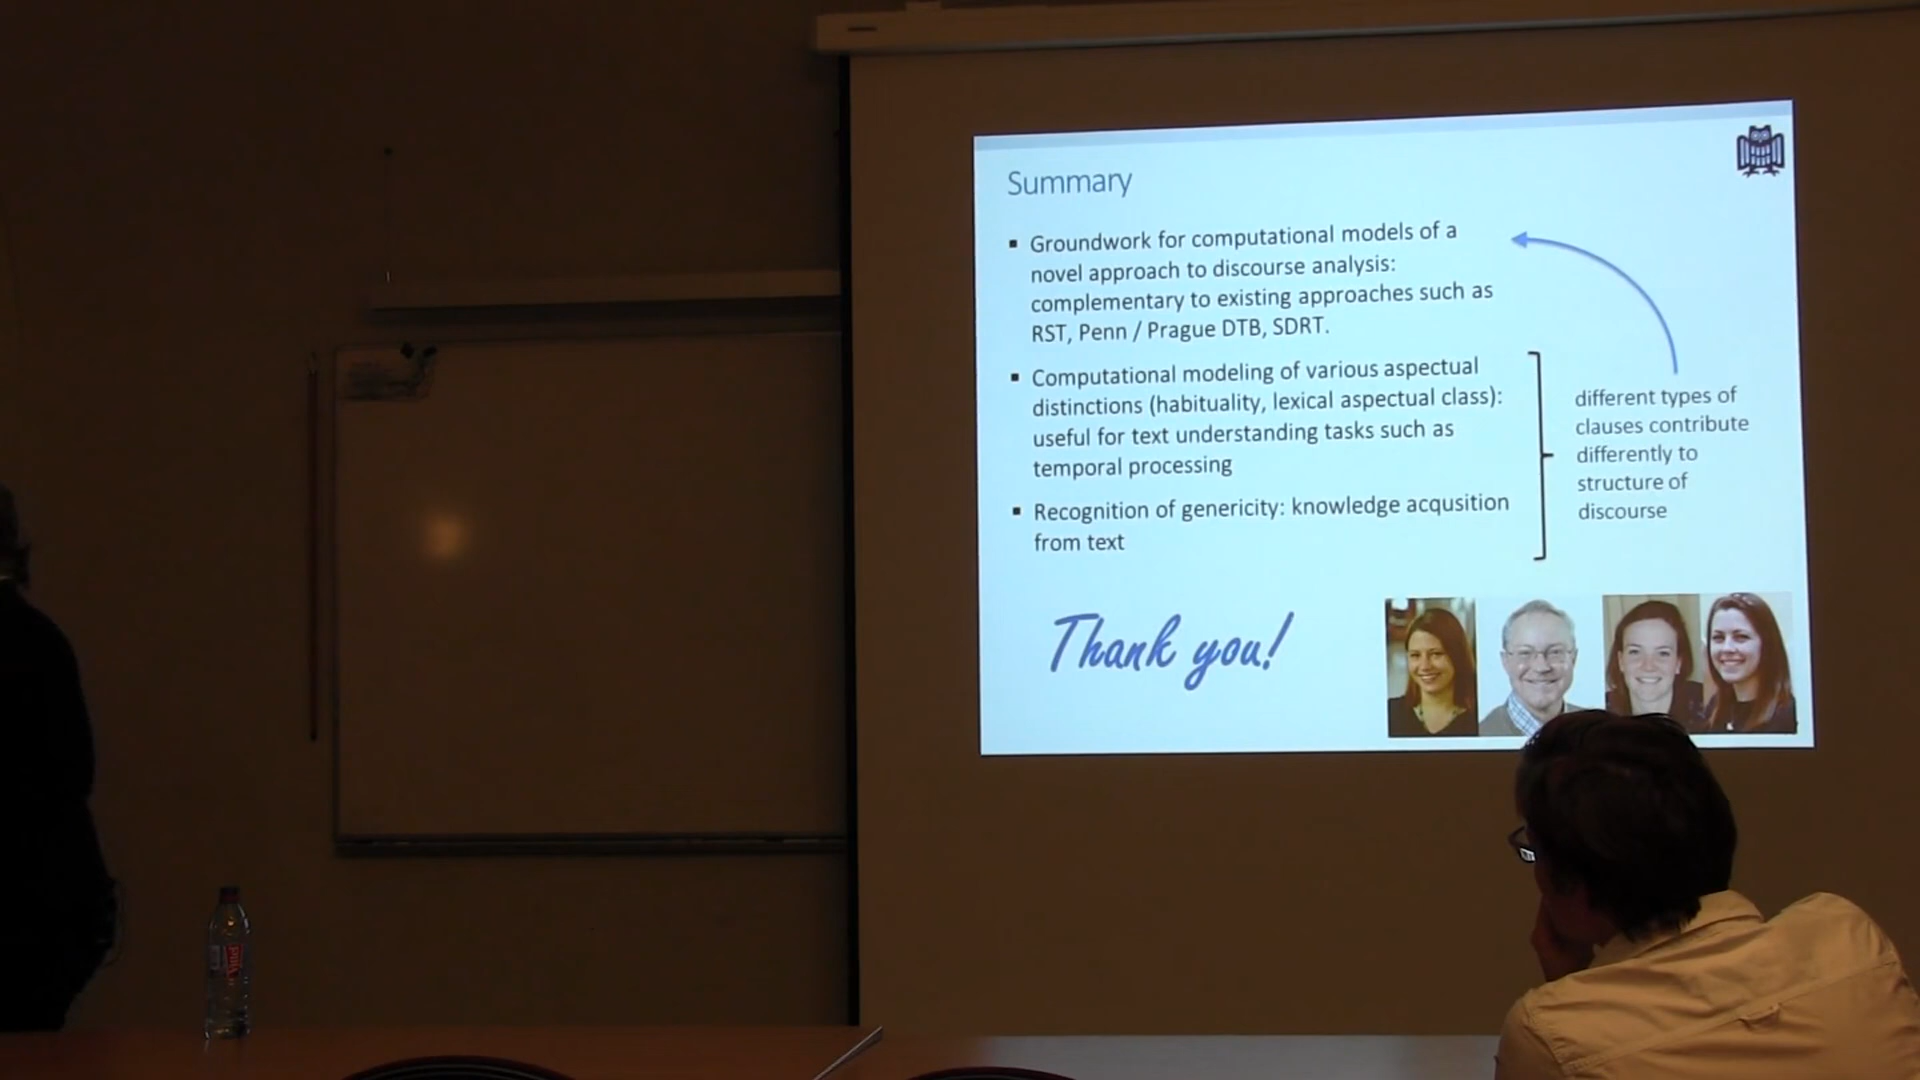 Summary
▪ Groundwork for computational models of a
novel approach to discourse analysis:
complementary to existing approaches such as
RST, Penn / Prague DTB, SDRT.
▪ Computational modeling of various aspectual
distinctions (habituality, lexical aspectual class):
useful for text understanding tasks such as
temporal processing
▪ Recognition of genericity: knowledge acqusition
from text
different types of
clauses contribute
differently to
structure of
discourse
Thank you!
Vittel